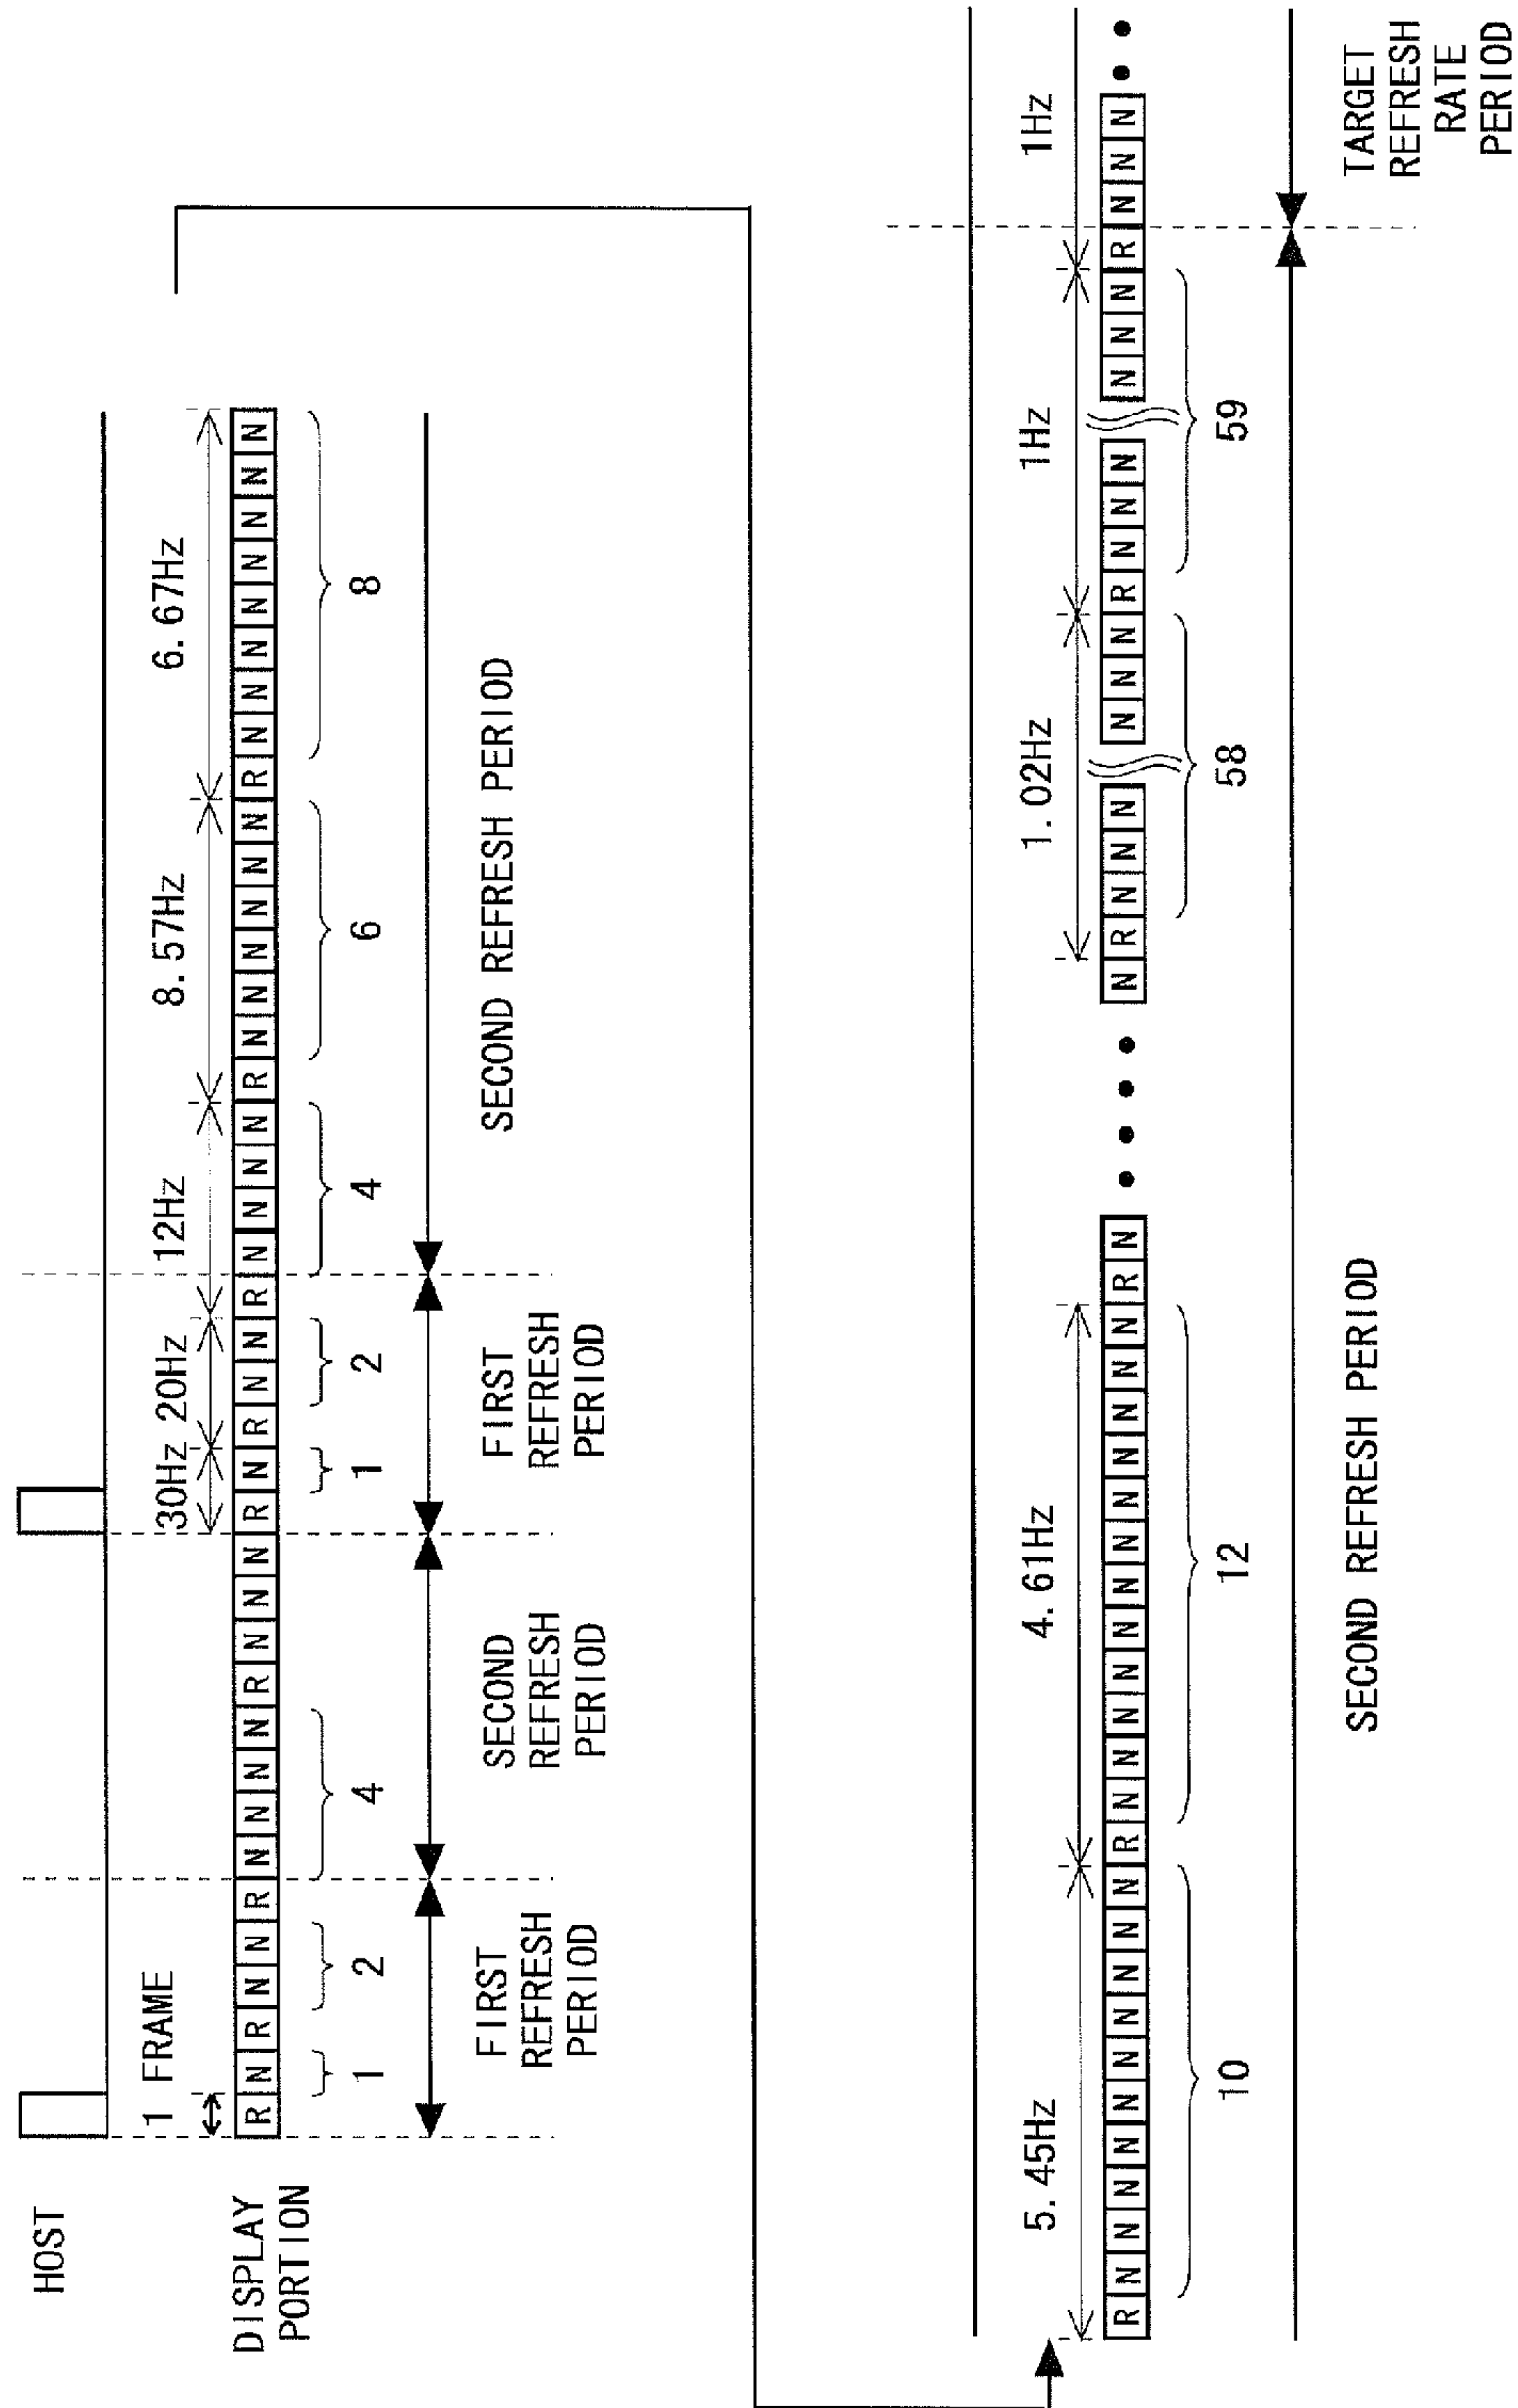 HOST
1 FRAME
30Hz 20Hz 12Hz 8.57Hz 6.67Hz
DISPLAY
PORTION
R N R N N R N N N N R N N N R N R N N R N N N N R N N N N N N R N N N N N N N N
1 2 4 1 2 4 6 8
FIRST
REFRESH
PERIOD
SECOND
REFRESH
PERIOD
FIRST
REFRESH
PERIOD
SECOND REFRESH PERIOD
5.45Hz 4.61Hz 1.02Hz 1Hz 1Hz
R N N N N N N N N N N R N N N N N N N N N N N N R N • • • • N R N N N N N N R N N N N N N R N N N • •
10 12 58 59
SECOND REFRESH PERIOD
TARGET
REFRESH
RATE
PERIOD